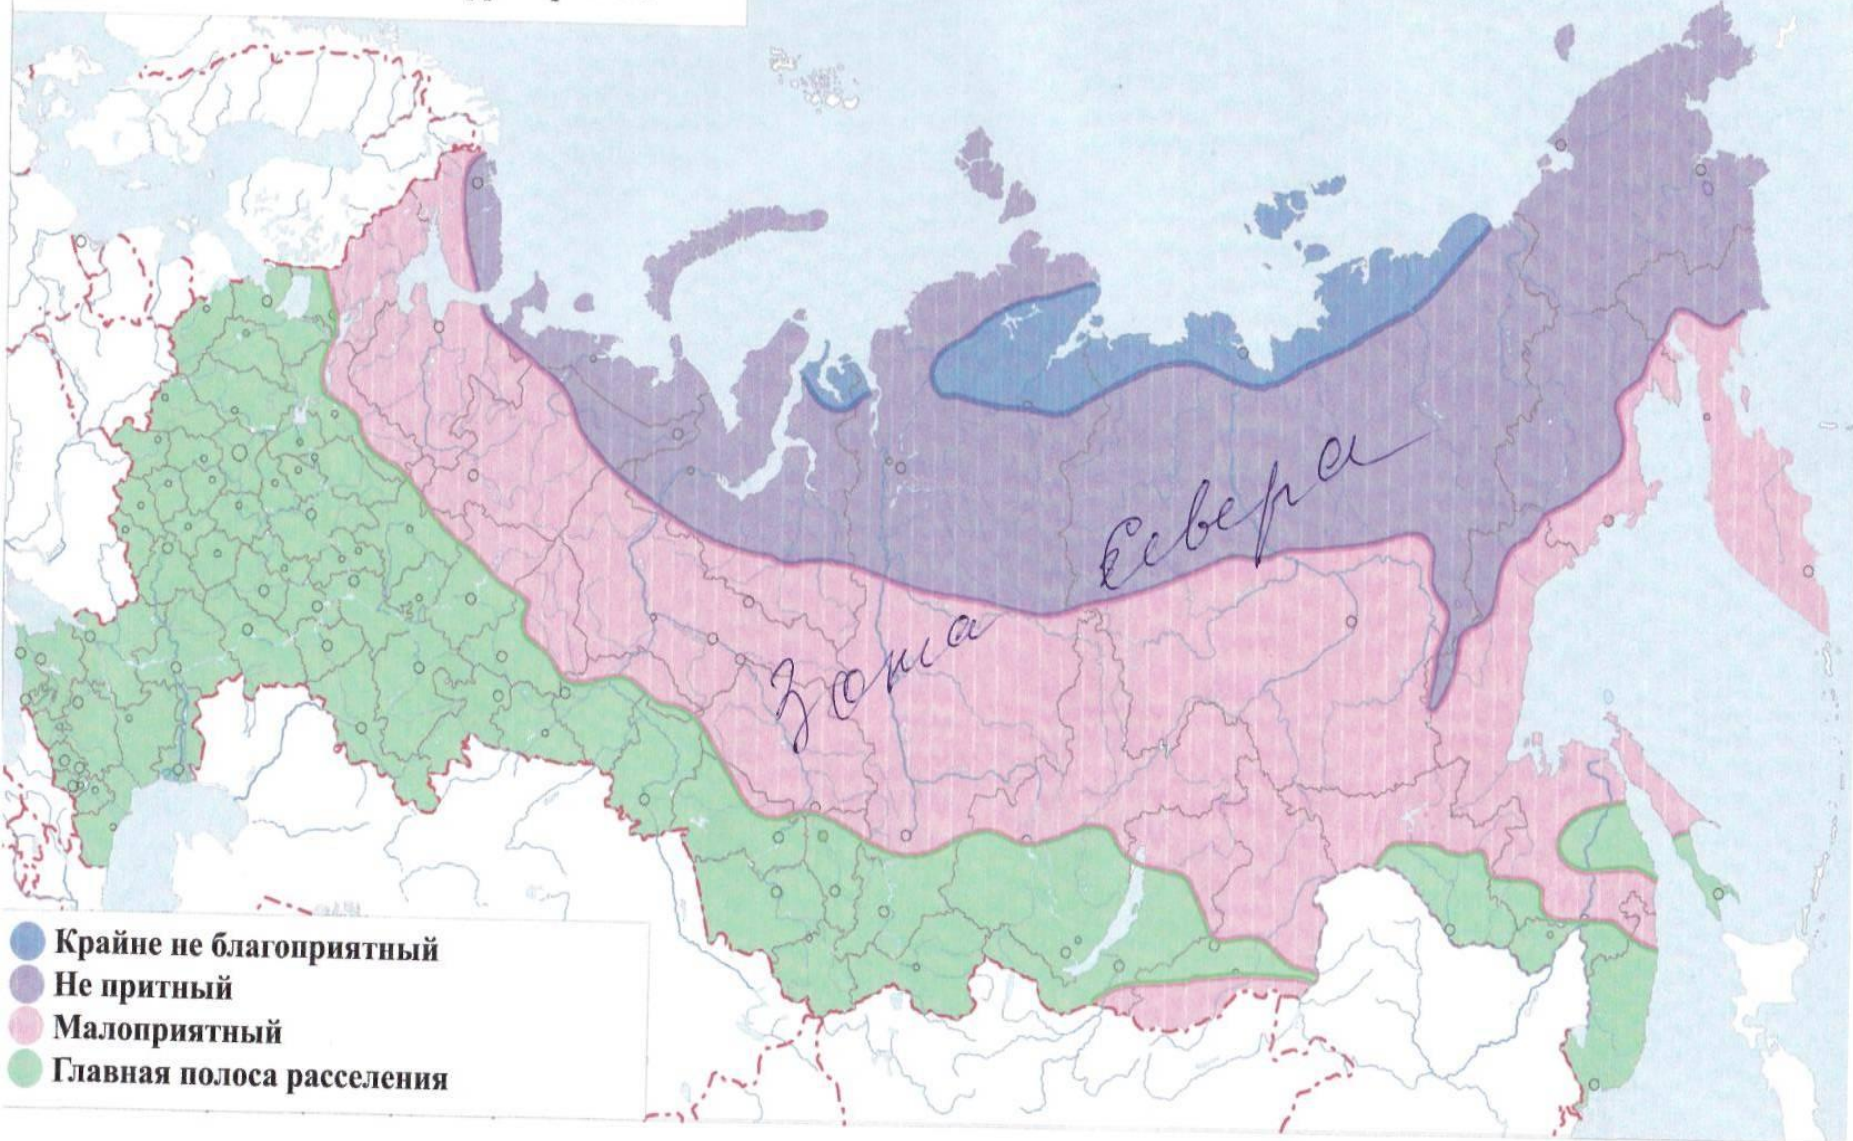 Зона Севера
Крайне не благоприятный
Не притный
Малоприятный
Главная полоса расселения